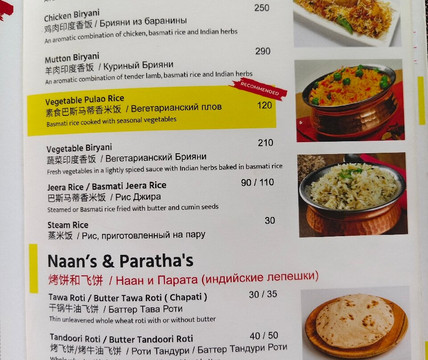 Chicken Biryani 250
鸡肉印度香饭 / Брияни из баранины
An aromatic combination of chicken, basmati rice and Indian herbs
Mutton Biryani 290
羊肉印度香饭 / Куриный Брияни
An aromatic combination of tender lamb, basmati rice and Indian herbs
RECOMMENDED
Vegetable Pulao Rice
素食巴斯马蒂香米饭 / Вегетарианский плов 120
Basmati rice cooked with seasonal vegetables
Vegetable Biryani 210
蔬菜印度香饭 / Вегетарианский Брияни
Fresh vegetables in a lightly spiced sauce with Indian herbs baked in basmati rice
Jeera Rice / Basmati Jeera Rice 90 / 110
巴斯马蒂香米饭 / Рис Джира
Steamed or Basmati rice fried with butter and cumin seeds
Steam Rice 30
蒸米饭 / Рис, приготовленный на пару
Naan's & Paratha's
烤饼和飞饼 / Наан и Парата (индийские лепешки)
Tawa Roti / Butter Tawa Roti ( Chapati ) 30 / 35
干锅牛油飞饼 / Баттер Тава Роти
Thin unleavened whole wheat roti with or without butter
Tandoori Roti / Butter Tandoori Roti 40 / 50
烤飞饼/烤牛油飞饼 / Роти Тандури / Баттер Тандури Роти